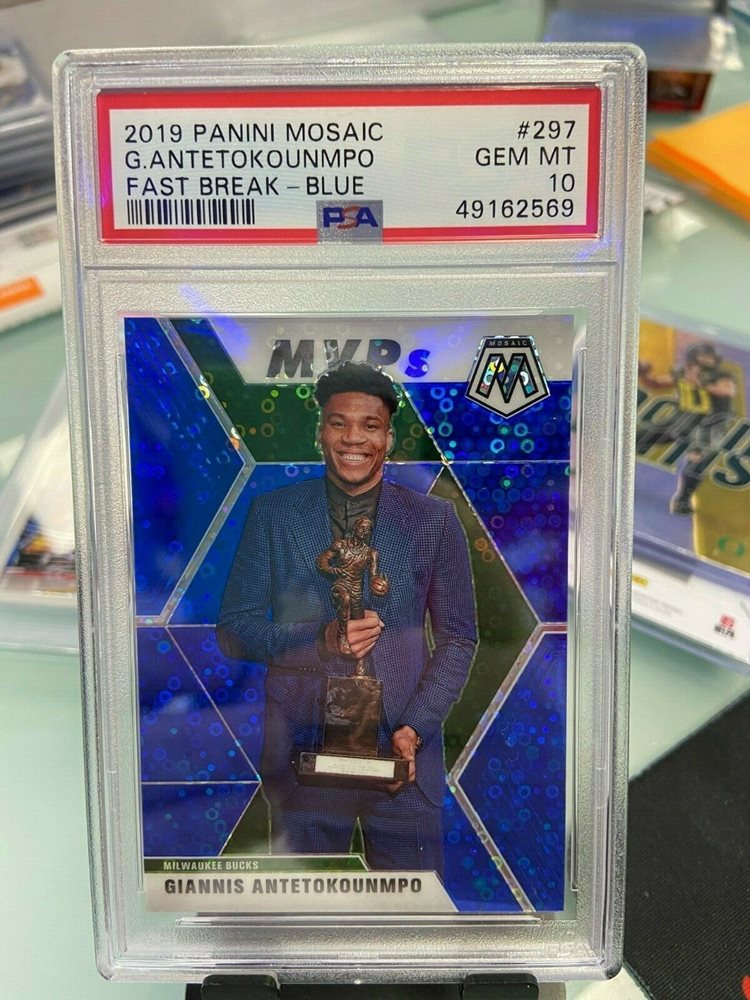 2019 PANINI MOSAIC #297
G.ANTETOKOUNMPO GEM MT
FAST BREAK – BLUE 10
PSA 49162569
MVPs
MOSAIC
M
MILWAUKEE BUCKS
GIANNIS ANTETOKOUNMPO